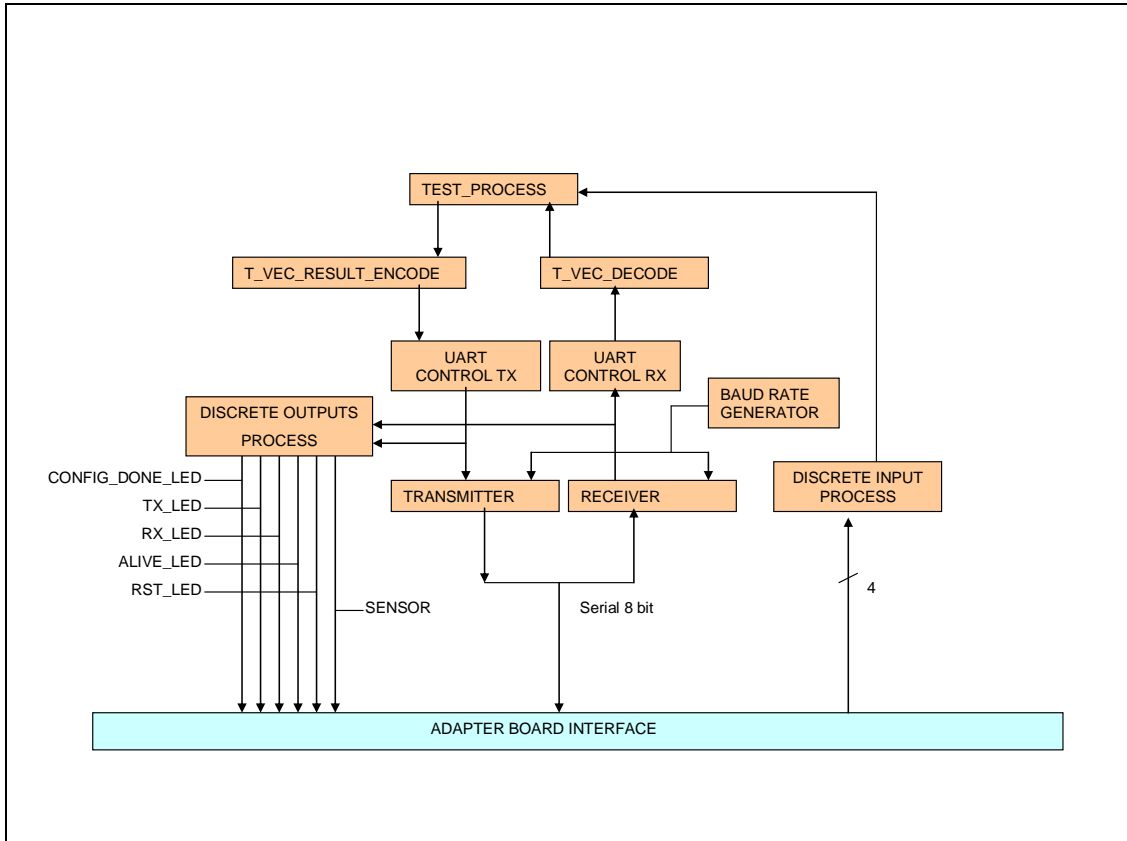 TEST_PROCESS
T_VEC_RESULT_ENCODE
T_VEC_DECODE
UART
CONTROL TX
UART
CONTROL RX
BAUD RATE
GENERATOR
DISCRETE OUTPUTS
PROCESS
CONFIG_DONE_LED
TX_LED
RX_LED
ALIVE_LED
RST_LED
SENSOR
TRANSMITTER
RECEIVER
DISCRETE INPUT
PROCESS
Serial 8 bit
4
ADAPTER BOARD INTERFACE